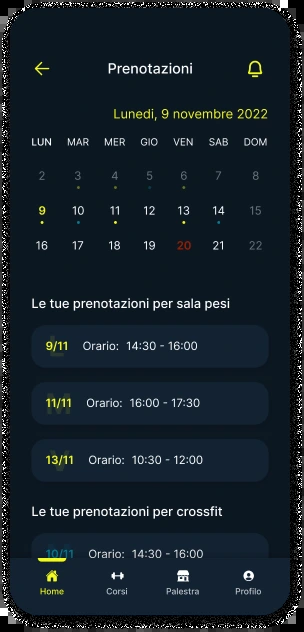 Prenotazioni
Lunedi, 9 novembre 2022
LUN MAR MER GIO VEN SAB DOM
2 3 4 5 6 7 8
9 10 11 12 13 14 15
16 17 18 19 20 21 22
Le tue prenotazioni per sala pesi
9/11 Orario: 14:30 - 16:00
11/11 Orario: 16:00 - 17:30
13/11 Orario: 10:30 - 12:00
Le tue prenotazioni per crossfit
10/11 Orario: 14:30 - 16:00
Home Corsi Palestra Profilo